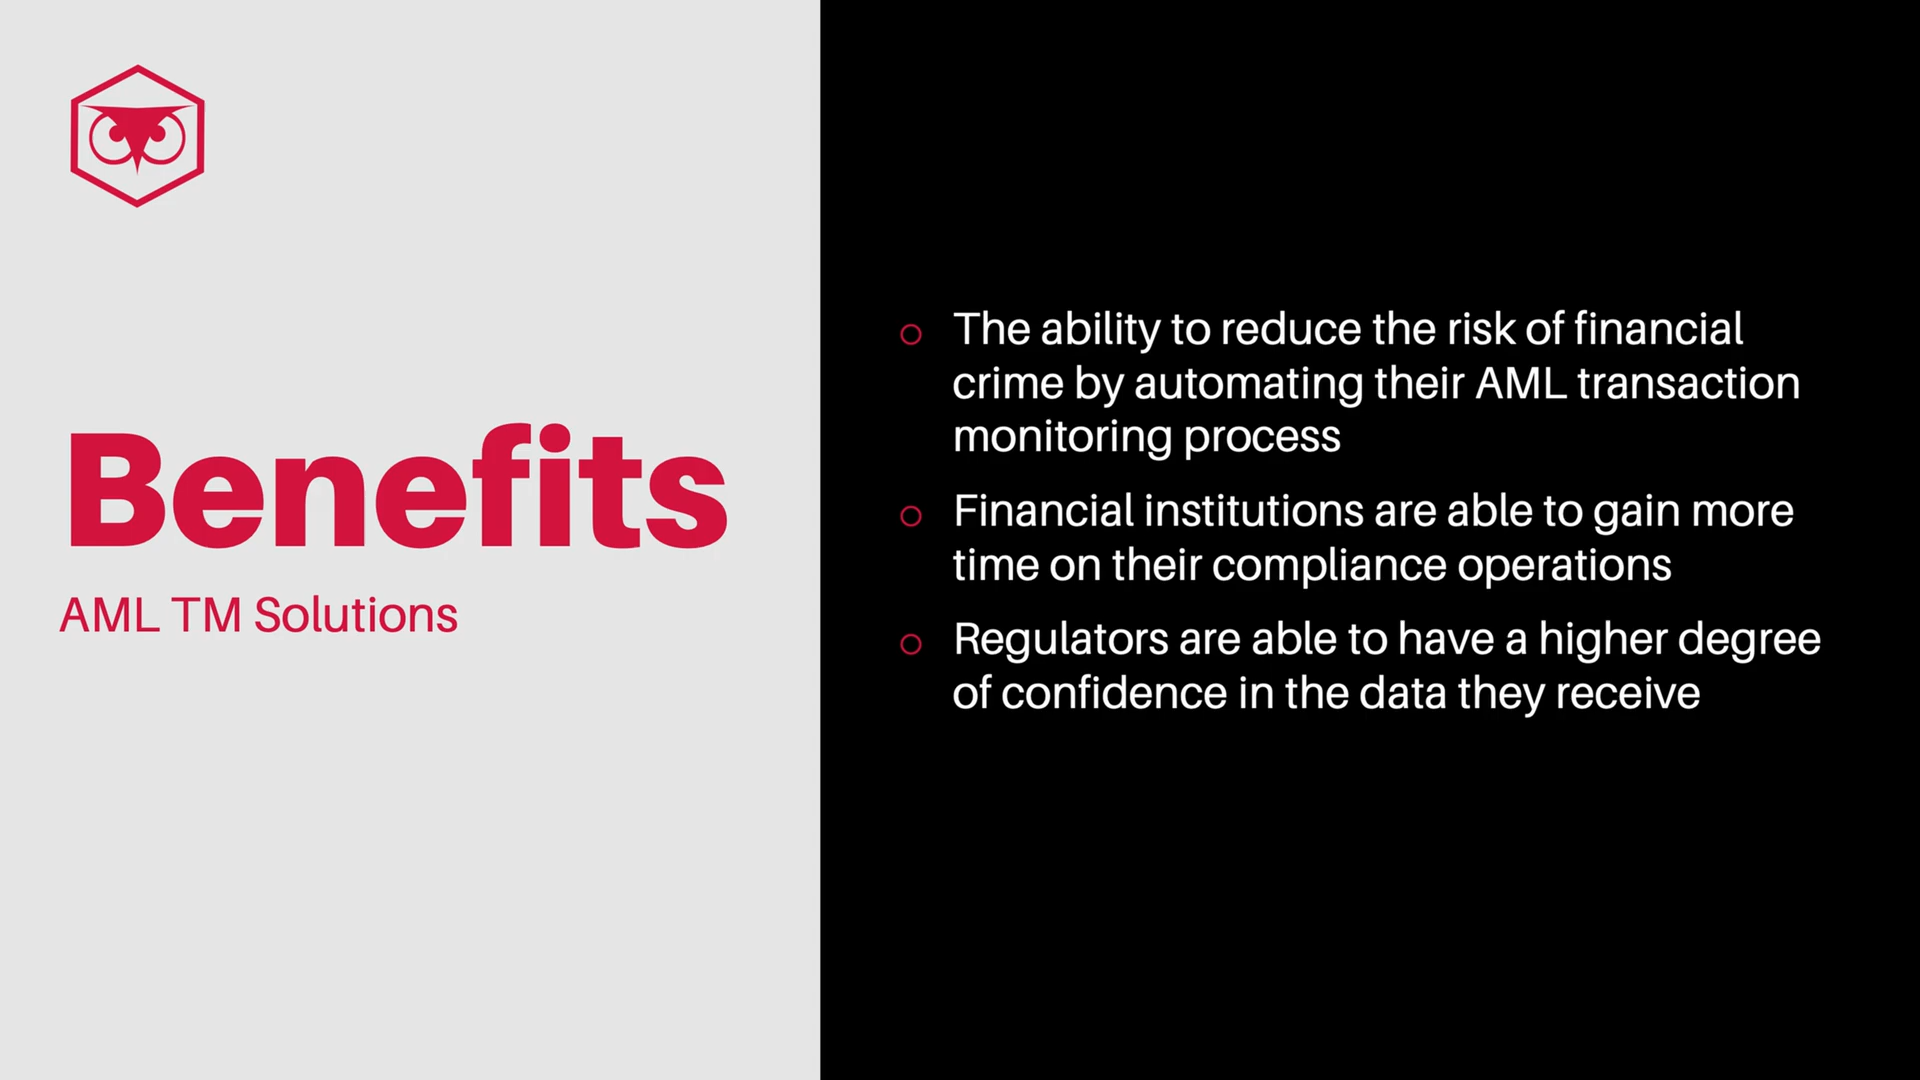 Benefits
AML TM Solutions
The ability to reduce the risk of financial
crime by automating their AML transaction
monitoring process
Financial institutions are able to gain more
time on their compliance operations
Regulators are able to have a higher degree
of confidence in the data they receive